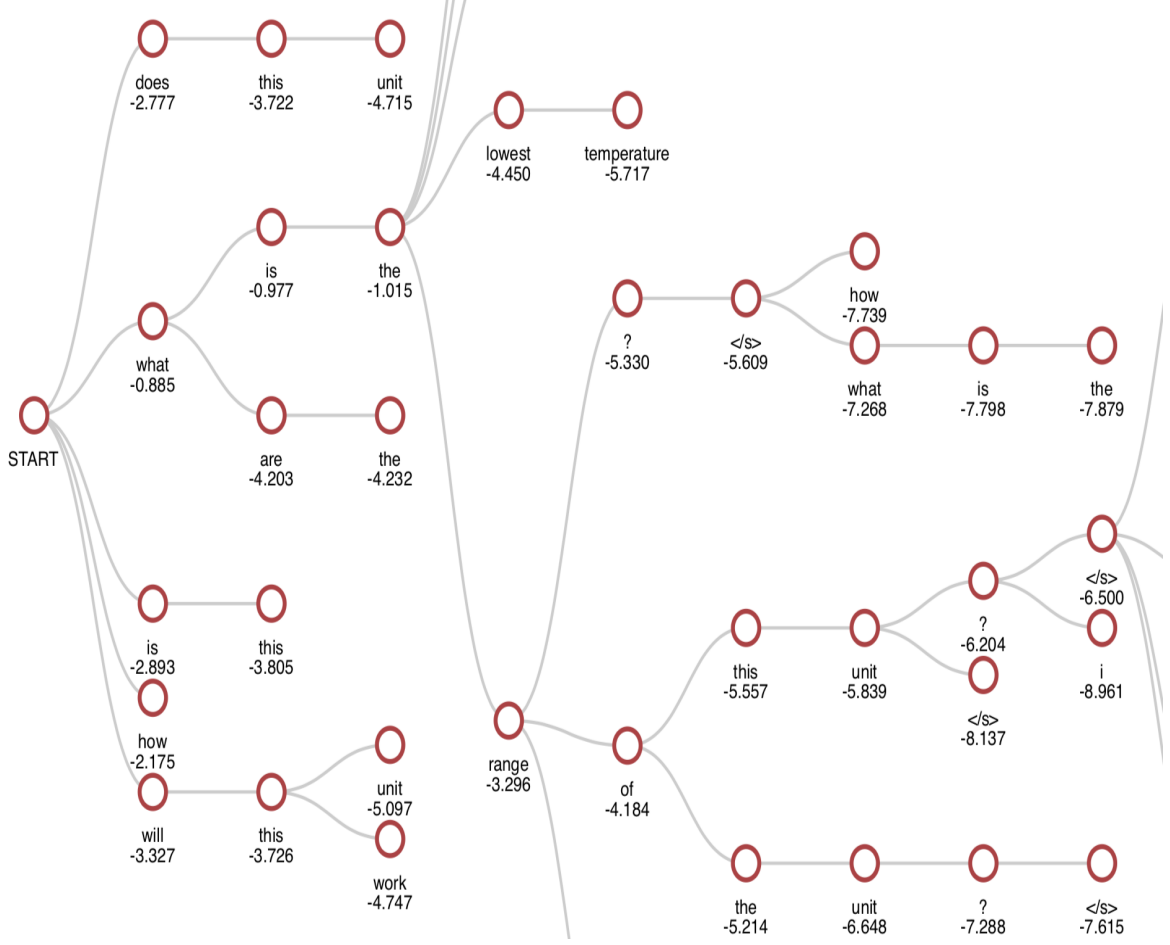 does
-2.777
this
-3.722
unit
-4.715
lowest
-4.450
temperature
-5.717
is
-0.977
the
-1.015
how
-7.739
?
-5.330
</s>
-5.609
what
-0.885
what
-7.268
is
-7.798
the
-7.879
START
are
-4.203
the
-4.232
</s>
-6.500
?
-6.204
is
-2.893
this
-3.805
this
-5.557
unit
-5.839
i
-8.961
</s>
-8.137
how
-2.175
range
-3.296
of
-4.184
unit
-5.097
will
-3.327
this
-3.726
work
-4.747
the
-5.214
unit
-6.648
?
-7.288
</s>
-7.615